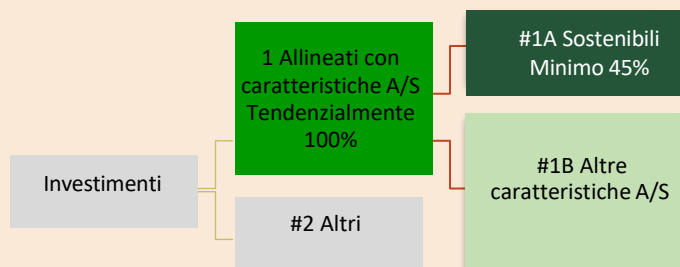 Investimenti
1 Allineati con
caratteristiche A/S
Tendenzialmente
100%
#2 Altri
#1A Sostenibili
Minimo 45%
#1B Altre
caratteristiche A/S